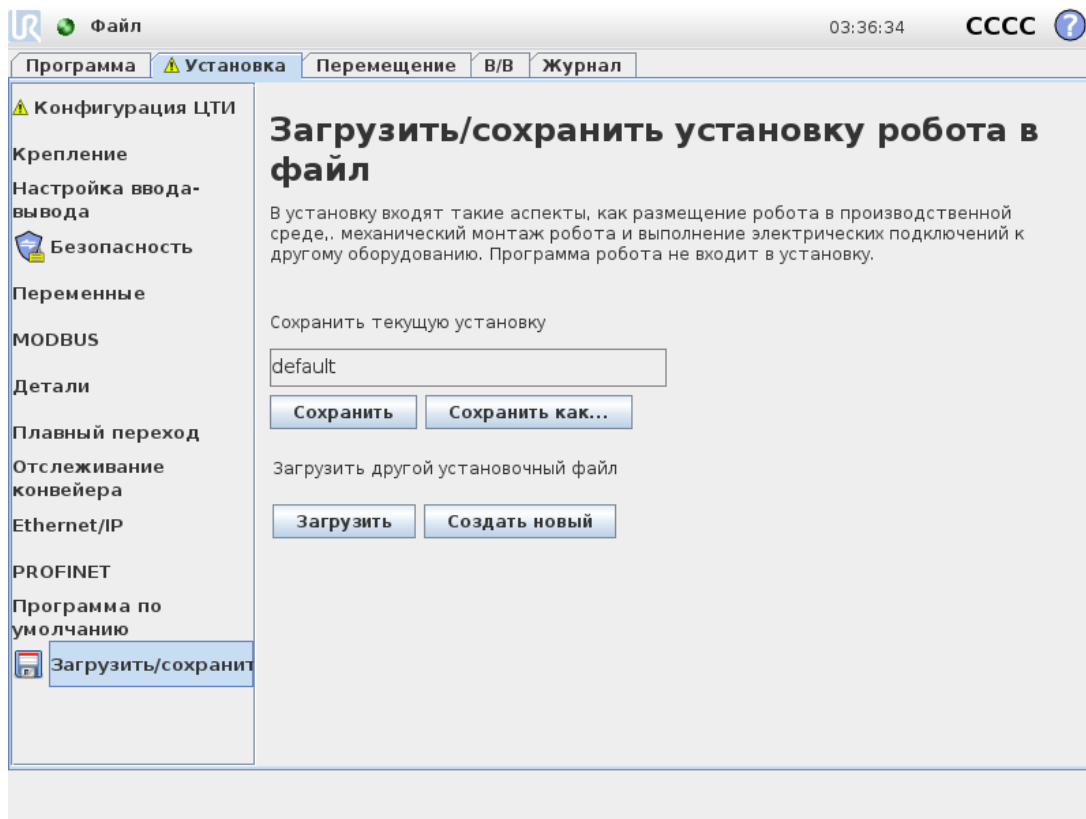 UR Файл 03:36:34 CCCC ?
Программа Установка Перемещение В/В Журнал
Конфигурация ЦТИ
Крепление
Настройка ввода-
вывода
Безопасность
Переменные
MODBUS
Детали
Плавный переход
Отслеживание
конвейера
Ethernet/IP
PROFINET
Программа по
умолчанию
Загрузить/сохранит
Загрузить/сохранить установку робота в
файл
В установку входят такие аспекты, как размещение робота в производственной
среде,. механический монтаж робота и выполнение электрических подключений к
другому оборудованию. Программа робота не входит в установку.
Сохранить текущую установку
default
Сохранить Сохранить как...
Загрузить другой установочный файл
Загрузить Создать новый